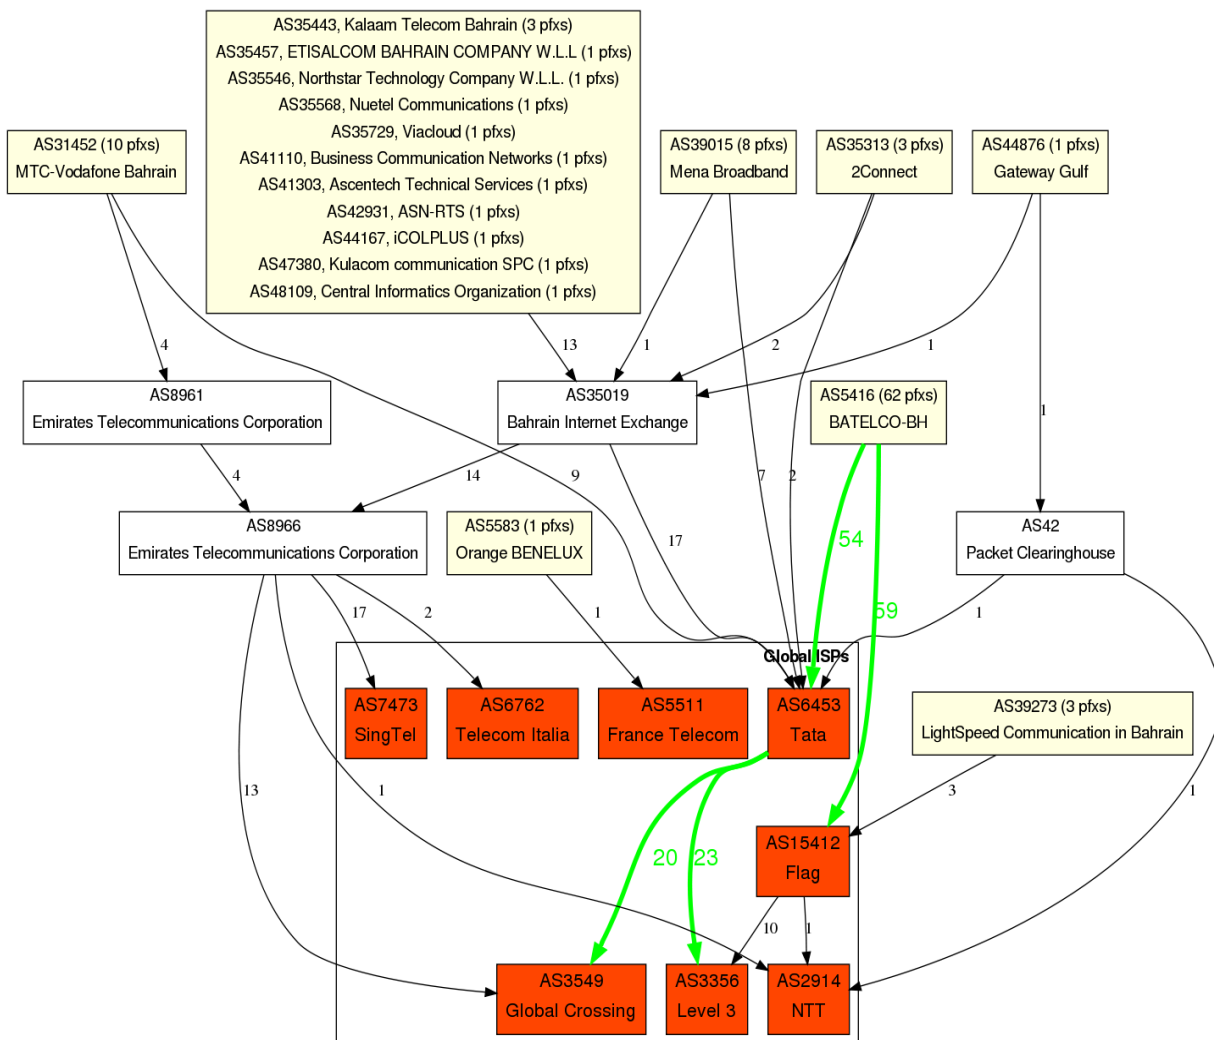 AS35443, Kalaam Telecom Bahrain (3 pfxs)
AS35457, ETISALCOM BAHRAIN COMPANY W.L.L (1 pfxs)
AS35546, Northstar Technology Company W.L.L. (1 pfxs)
AS35568, Nuetel Communications (1 pfxs)
AS35729, Viacloud (1 pfxs)
AS41110, Business Communication Networks (1 pfxs)
AS41303, Ascentech Technical Services (1 pfxs)
AS42931, ASN-RTS (1 pfxs)
AS44167, iCOLPLUS (1 pfxs)
AS47380, Kulacom communication SPC (1 pfxs)
AS48109, Central Informatics Organization (1 pfxs)
AS31452 (10 pfxs)
MTC-Vodafone Bahrain
AS39015 (8 pfxs)
Mena Broadband
AS35313 (3 pfxs)
2Connect
AS44876 (1 pfxs)
Gateway Gulf
4
13
1
2
1
AS8961
Emirates Telecommunications Corporation
AS35019
Bahrain Internet Exchange
AS5416 (62 pfxs)
BATELCO-BH
1
4
14
9
7
2
AS8966
Emirates Telecommunications Corporation
AS5583 (1 pfxs)
Orange BENELUX
17
54
AS42
Packet Clearinghouse
17
2
1
59
1
Global ISPs
AS7473
SingTel
AS6762
Telecom Italia
AS5511
France Telecom
AS6453
Tata
AS39273 (3 pfxs)
LightSpeed Communication in Bahrain
13
1
3
1
20
23
AS15412
Flag
10
1
AS3549
Global Crossing
AS3356
Level 3
AS2914
NTT